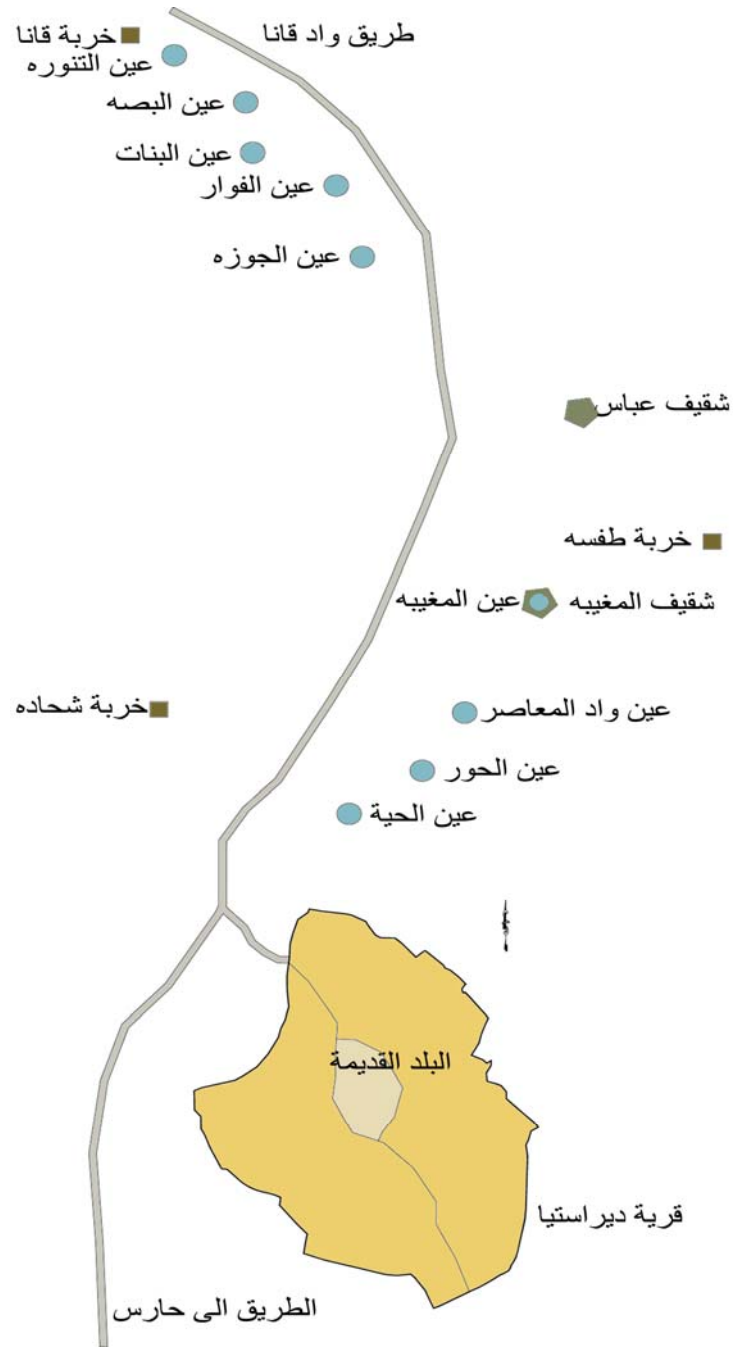 طريق واد قانا
خربة قانا
عين التنوره
عين البصه
عين البنات
عين الفوار
عين الجوزه
شقيف عباس
خربة طفسه
شقيف المغيبه
عين المغيبه
خربة شحاده
عين واد المعاصر
عين الحور
عين الحية
البلد القديمة
قرية ديراستيا
الطريق الى حارس